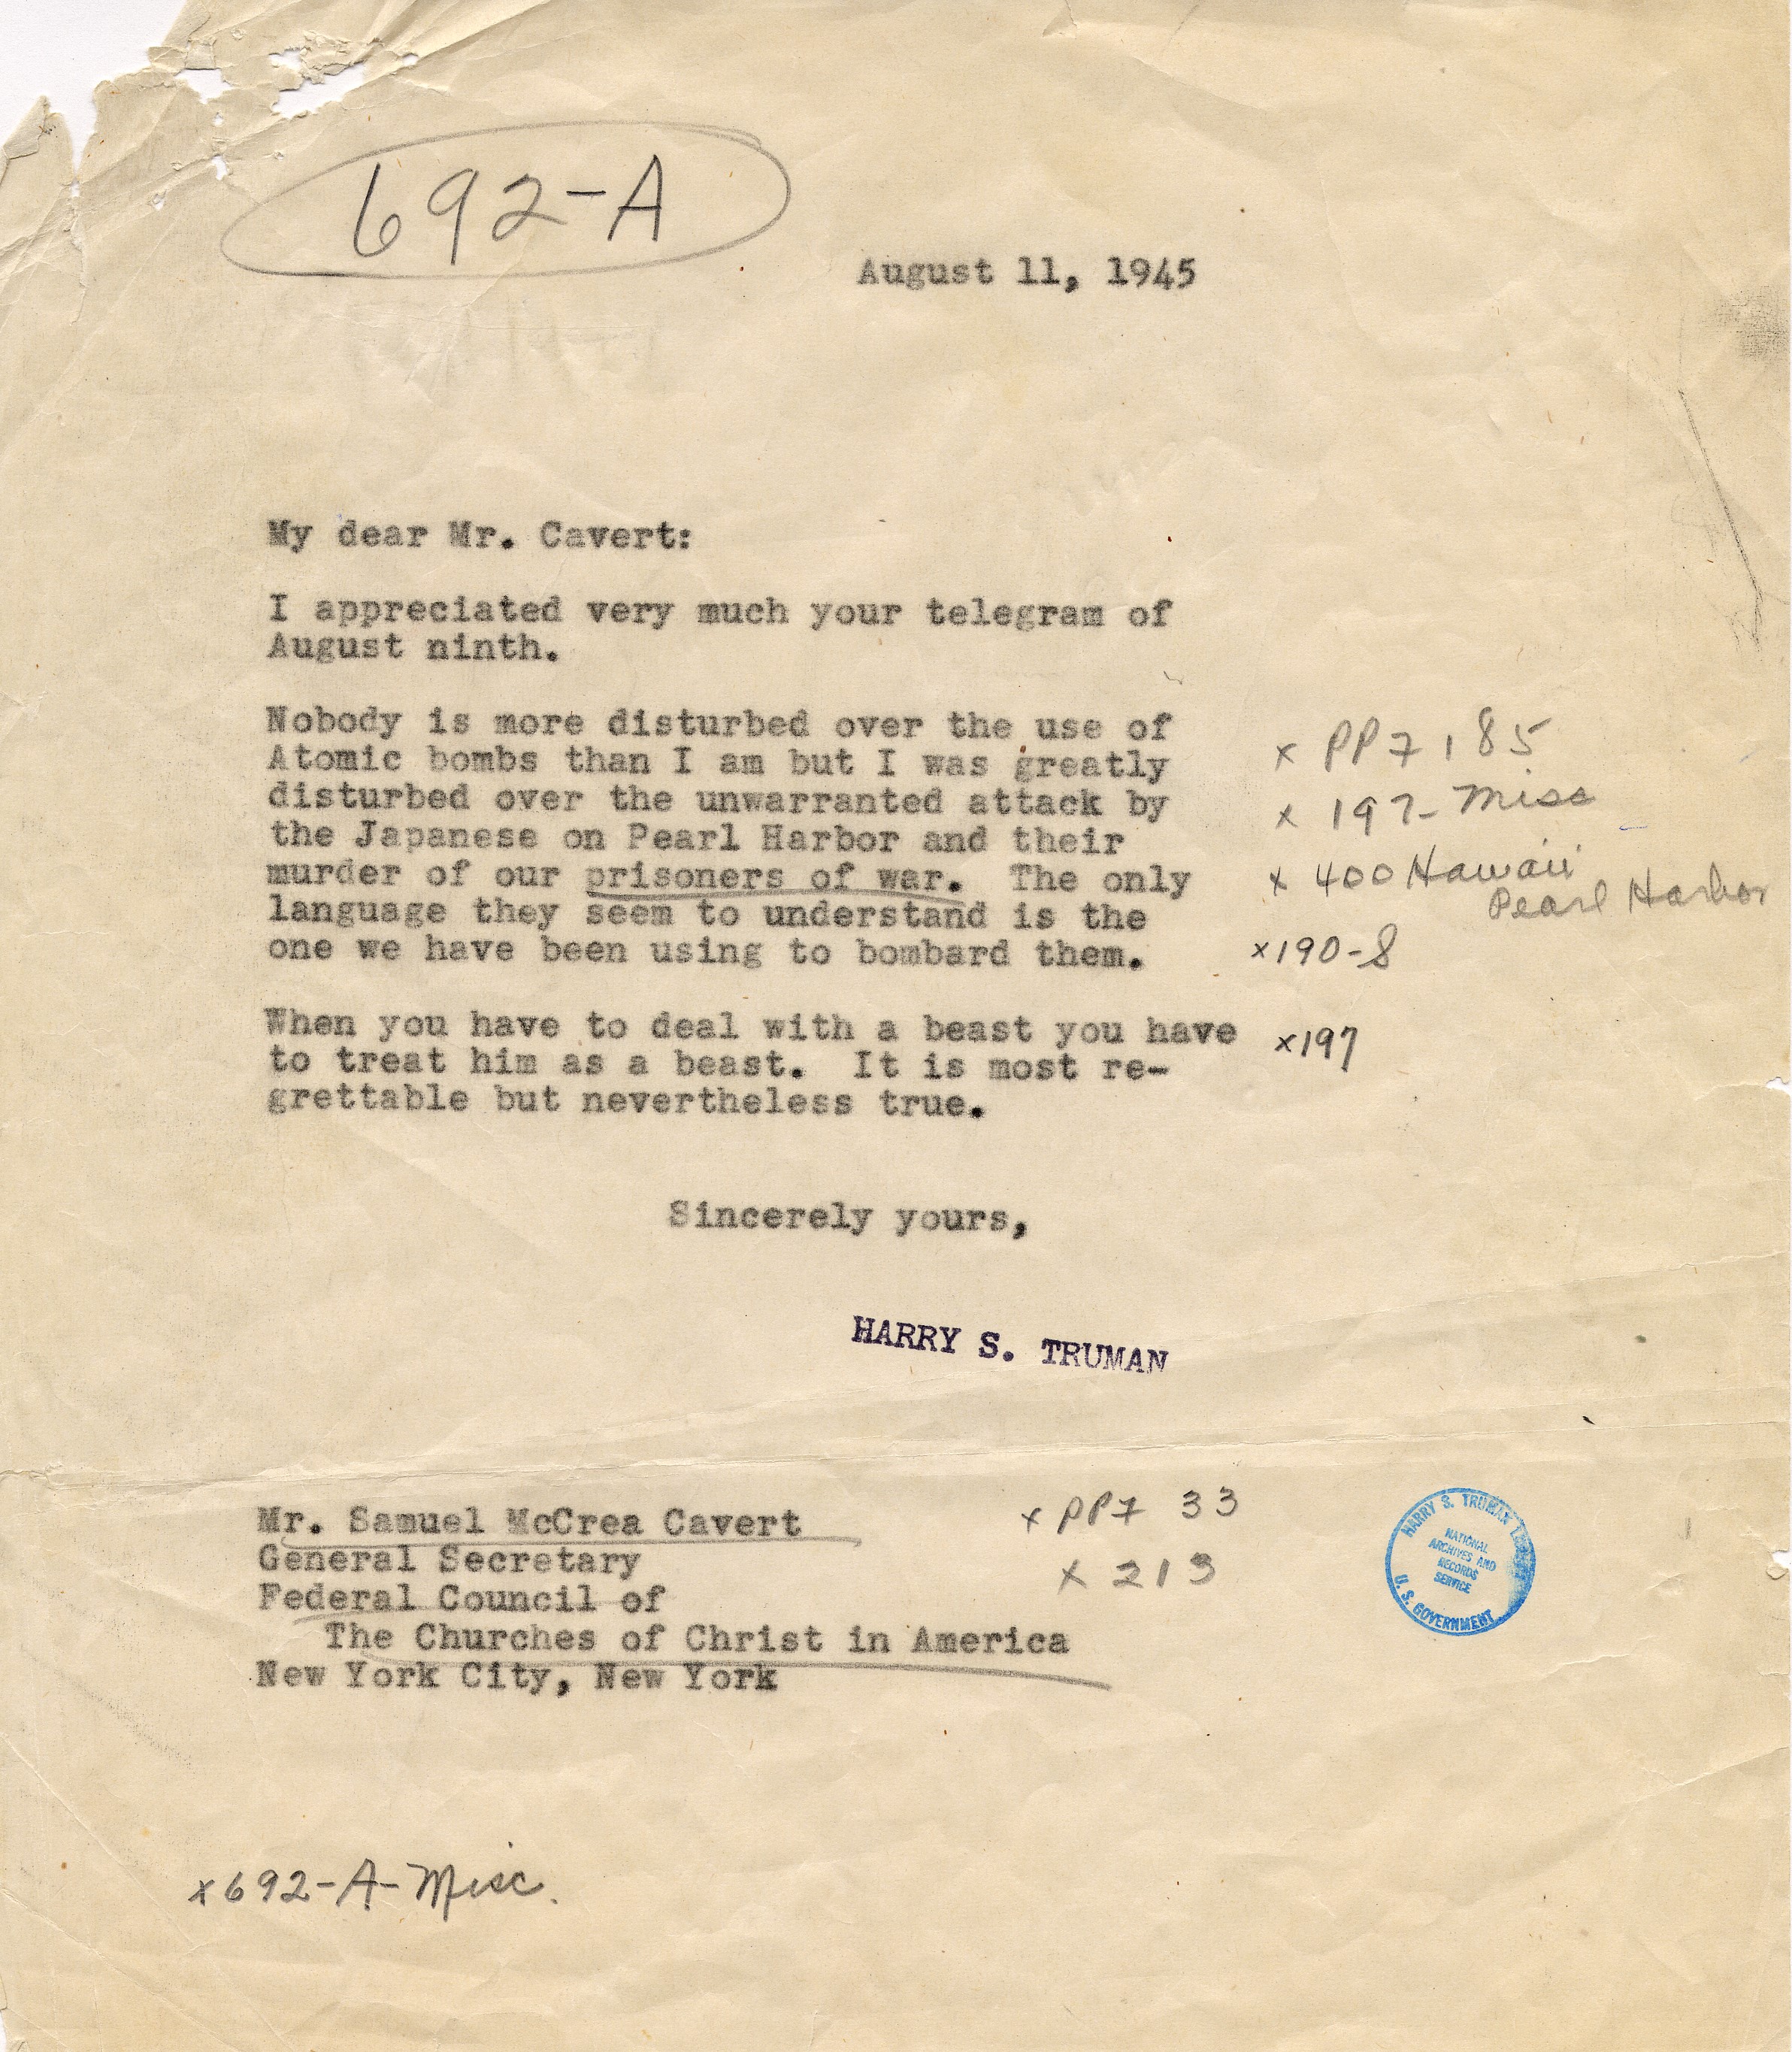 692-A
August 11, 1945
My dear Mr. Cavert:
I appreciated very much your telegram of
August ninth.
Nobody is more disturbed over the use of
Atomic bombs than I am but I was greatly
disturbed over the unwarranted attack by
the Japanese on Pearl Harbor and their
murder of our prisoners of war. The only
language they seem to understand is the
one we have been using to bombard them.
x PP7 185
x 197-Misc
x 400 Hawaii
Pearl Harbor
x190-S
When you have to deal with a beast you have
to treat him as a beast. It is most re-
grettable but nevertheless true.
x197
Sincerely yours,
HARRY S. TRUMAN
Mr. Samuel McCrea Cavert
General Secretary
Federal Council of
The Churches of Christ in America
New York City, New York
x PP7 33
x 213
HARRY S. TRUMAN
NATIONAL
ARCHIVES AND
RECORDS
SERVICE
U.S. GOVERNMENT
x692-A-Misc.